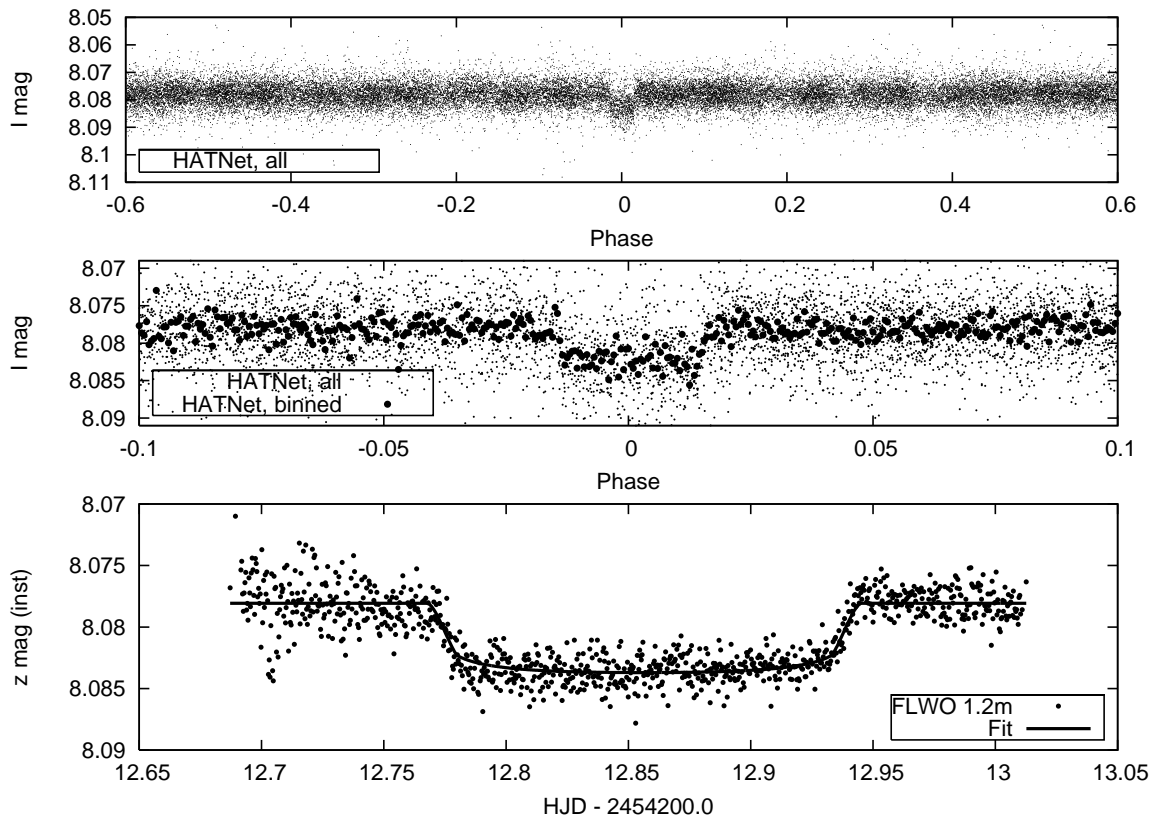 8.05
8.06
8.07
8.08
8.09
8.1
8.11
I mag
HATNet, all
-0.6 -0.4 -0.2 0 0.2 0.4 0.6
Phase
8.07
8.075
8.08
8.085
8.09
I mag
HATNet, all
HATNet, binned
-0.1 -0.05 0 0.05 0.1
Phase
8.07
8.075
8.08
8.085
8.09
z mag (inst)
FLWO 1.2m
Fit
12.65 12.7 12.75 12.8 12.85 12.9 12.95 13 13.05
HJD - 2454200.0